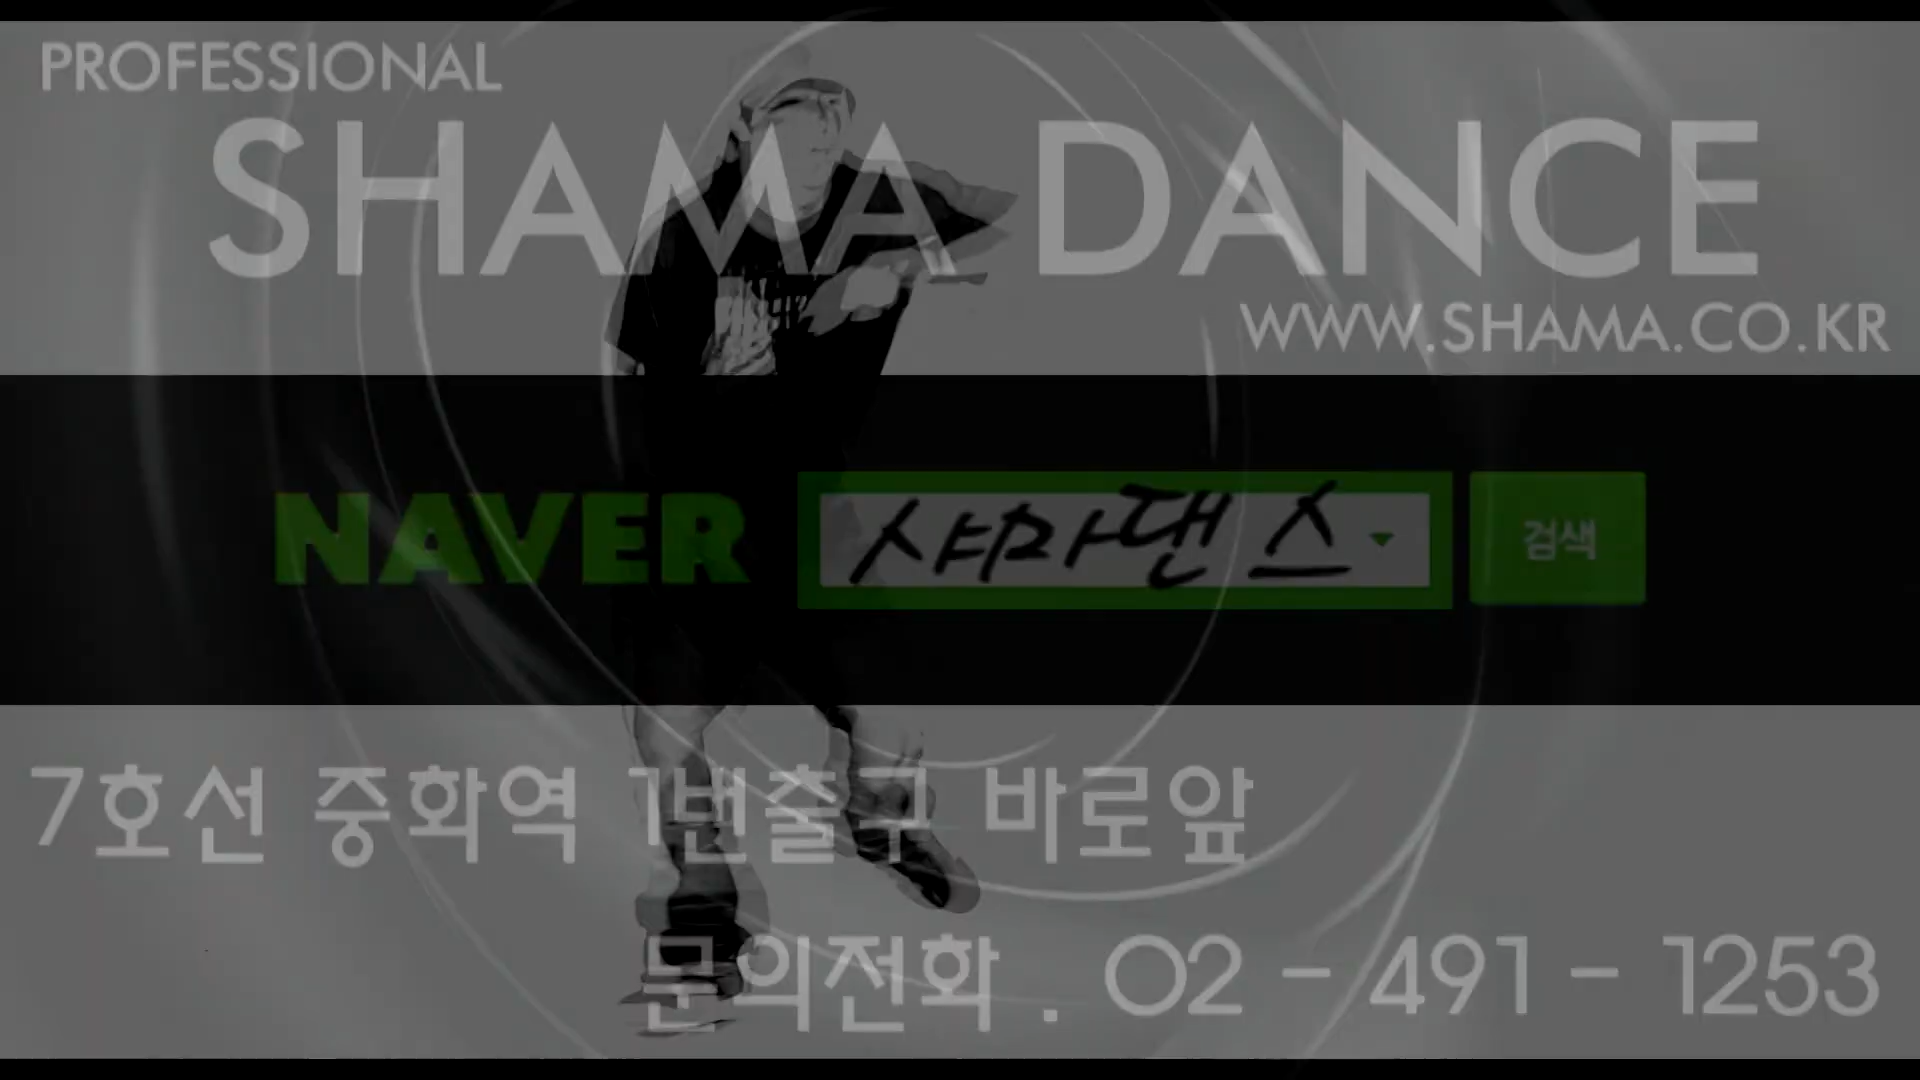 PROFESSIONAL
SHAMA DANCE
WWW.SHAMA.CO.KR
NAVER 샤마댄스 검색
7호선 중화역 1번출구 바로앞
문의전화 . 02 - 491 - 1253